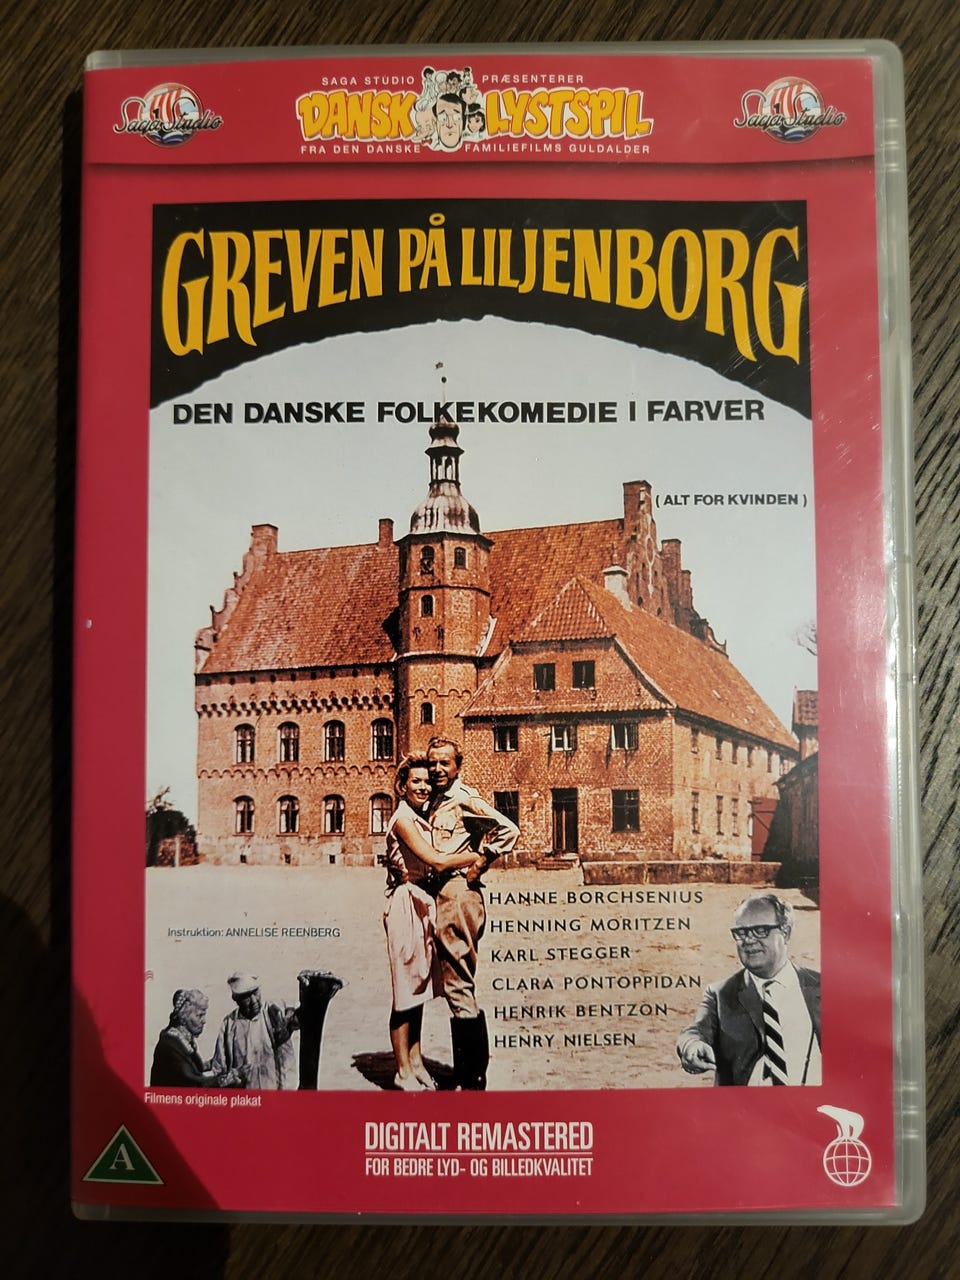 SAGA STUDIO PRÆSENTERER
DANSK LYSTSPIL
FRA DEN DANSKE FAMILIEFILMS GULDALDER
Saga Studio
Saga Studio
GREVEN PÅ LILJENBORG
DEN DANSKE FOLKEKOMEDIE I FARVER
( ALT FOR KVINDEN )
HANNE BORCHSENIUS
HENNING MORITZEN
KARL STEGGER
CLARA PONTOPPIDAN
HENRIK BENTZON
HENRY NIELSEN
Instruktion: ANNELISE REENBERG
Filmens originale plakat
DIGITALT REMASTERED
FOR BEDRE LYD- OG BILLEDKVALITET
A